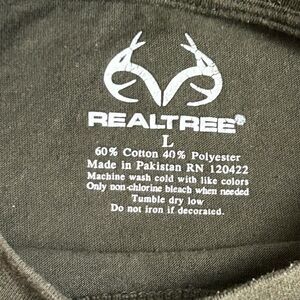 REALTREE®
L
60% Cotton 40% Polyester
Made in Pakistan RN 120422
Machine wash cold with like colors
Only non-chlorine bleach when needed
Tumble dry low
Do not iron if decorated.